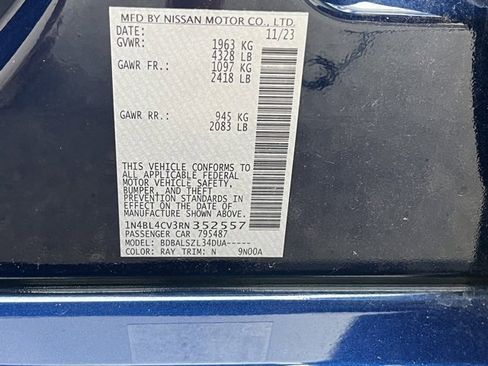 MFD BY NISSAN MOTOR CO., LTD.
DATE: 11/23
GVWR: 1963 KG
4328 LB
GAWR FR.: 1097 KG
2418 LB
GAWR RR.: 945 KG
2083 LB
THIS VEHICLE CONFORMS TO
ALL APPLICABLE FEDERAL
MOTOR VEHICLE SAFETY,
BUMPER, AND THEFT
PREVENTION STANDARDS IN
EFFECT ON THE DATE OF
MANUFACTURE SHOWN ABOVE.
1N4BL4CV3RN352557
PASSENGER CAR 795487
MODEL: BDBALSZL34DUA-----
COLOR: RAY TRIM: N 9N00A